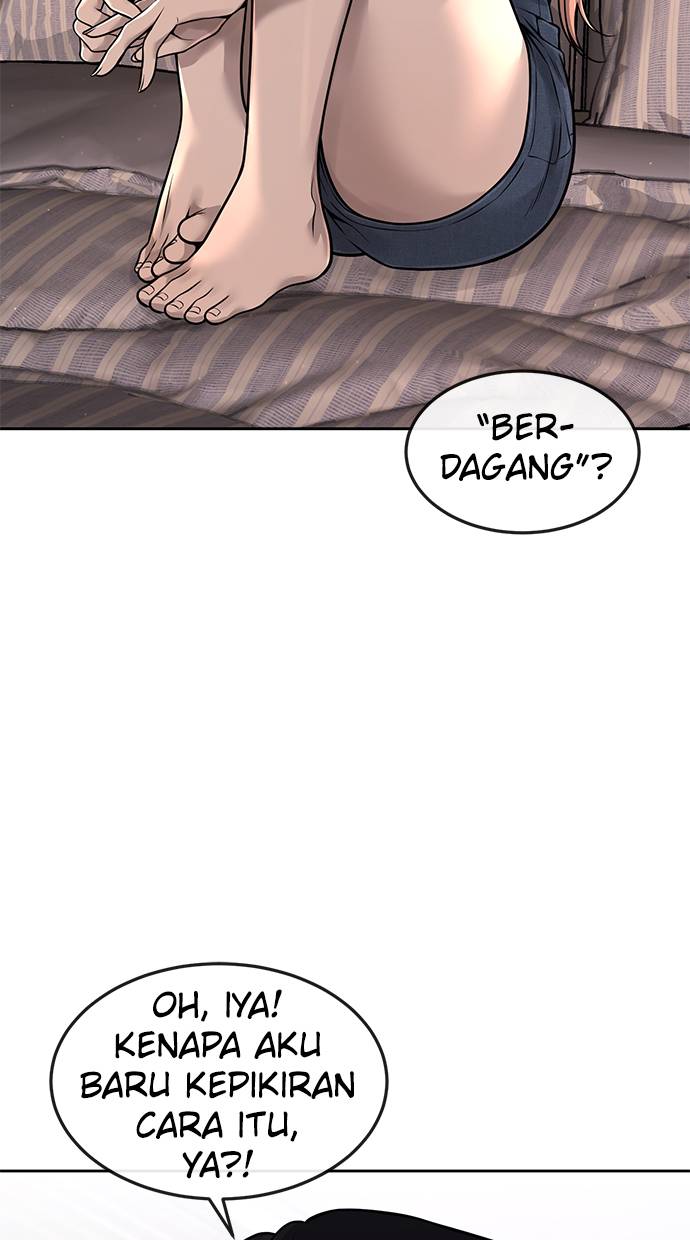 "BER-
DAGANG"?
OH, IYA!
KENAPA AKU
BARU KEPIKIRAN
CARA ITU,
YA?!